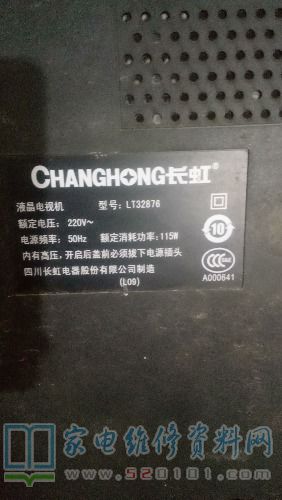 CHANGHONG长虹®
液晶电视机 型号: LT32876
额定电压: 220V~
电源频率: 50Hz 额定消耗功率: 115W
内有高压,开启后盖前必须拔下电源插头
四川长虹电器股份有限公司制造
(L09)
10
A000641
家电维修资料网
www.520101.com